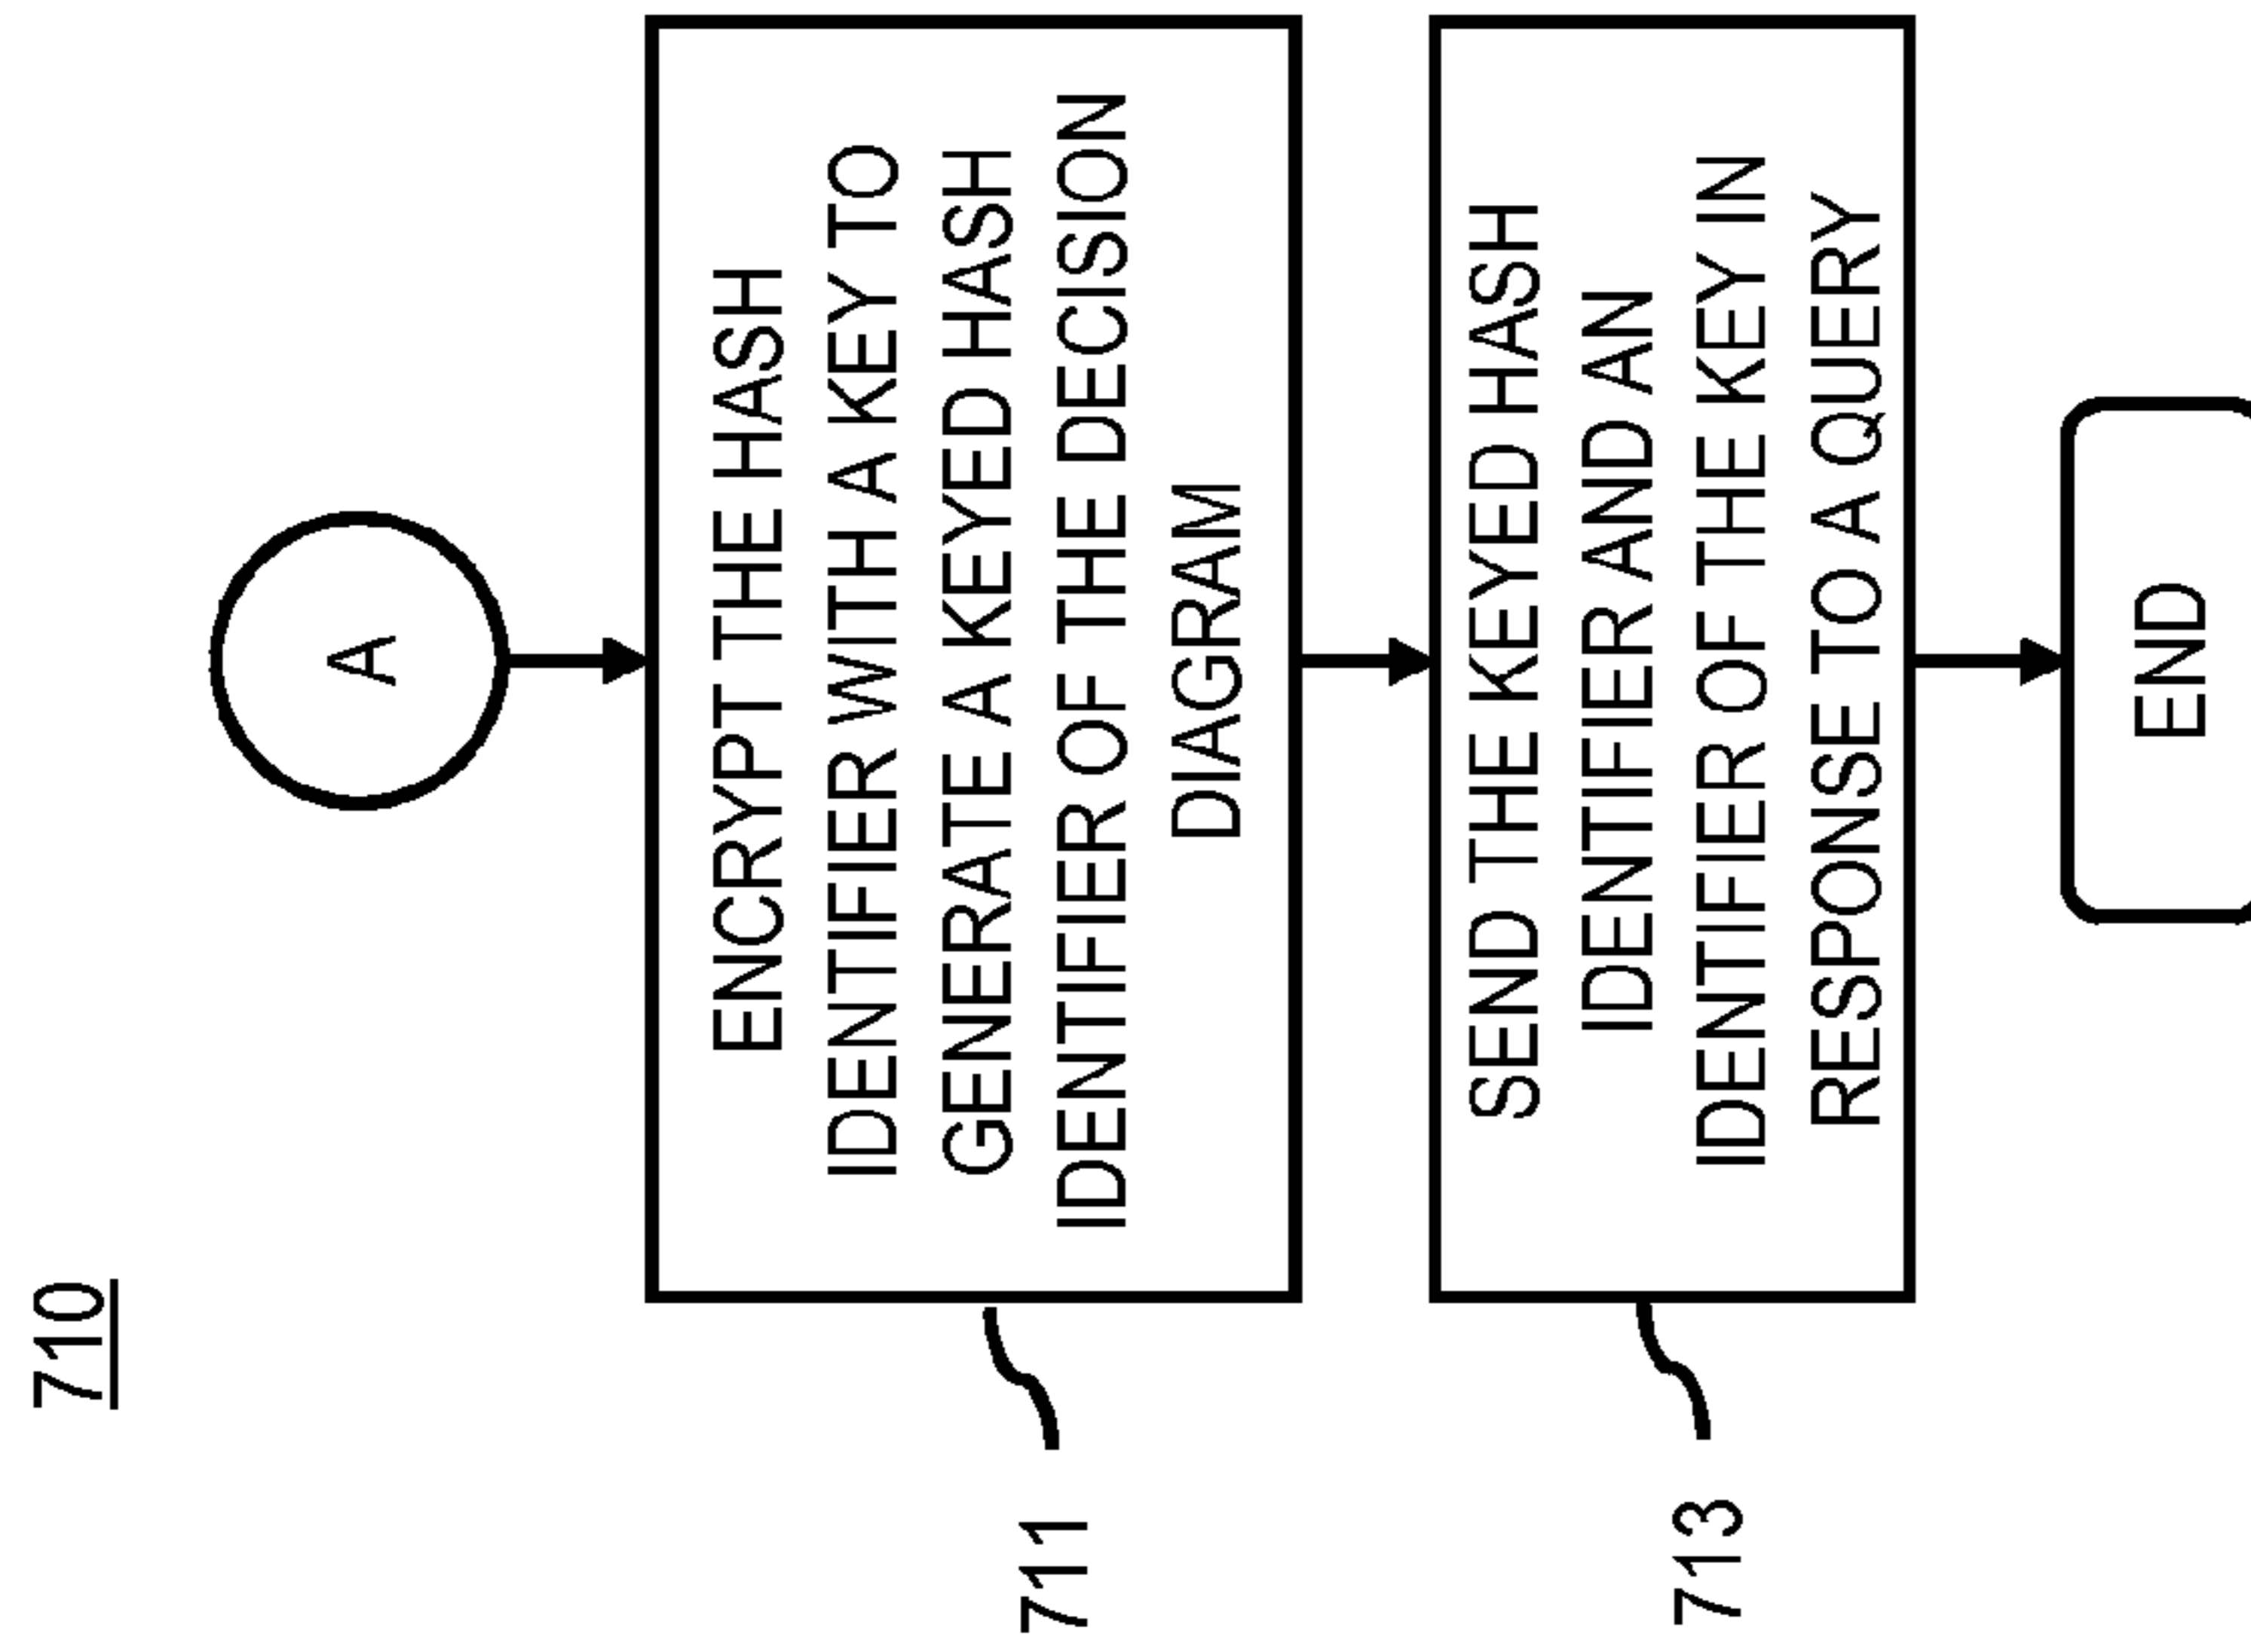 710
A
ENCRYPT THE HASH
IDENTIFIER WITH A KEY TO
GENERATE A KEYED HASH
IDENTIFIER OF THE DECISION
DIAGRAM
711
SEND THE KEYED HASH
IDENTIFIER AND AN
IDENTIFIER OF THE KEY IN
RESPONSE TO A QUERY
713
END